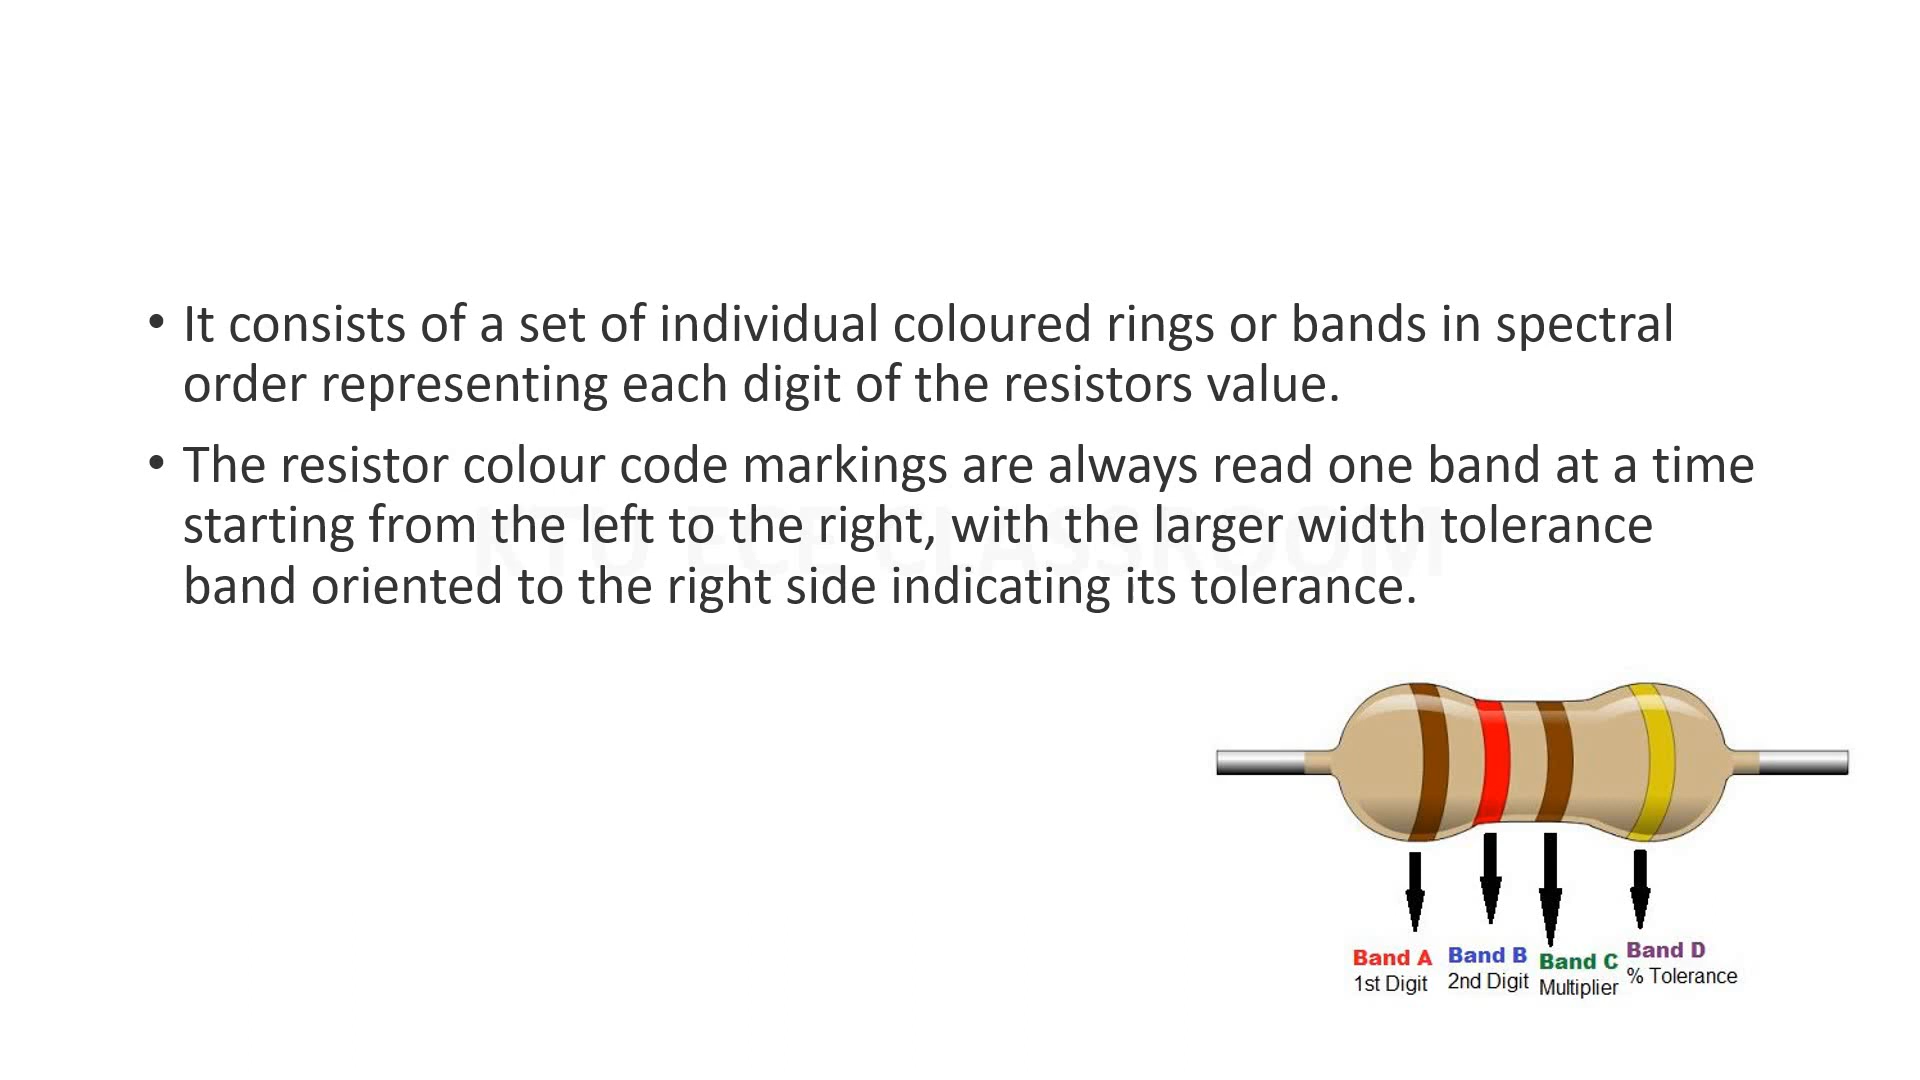 • It consists of a set of individual coloured rings or bands in spectral
order representing each digit of the resistors value.
• The resistor colour code markings are always read one band at a time
starting from the left to the right, with the larger width tolerance
band oriented to the right side indicating its tolerance.
KTU ECE CLASSROOM
Band A
1st Digit
Band B
2nd Digit
Band C
Multiplier
Band D
% Tolerance